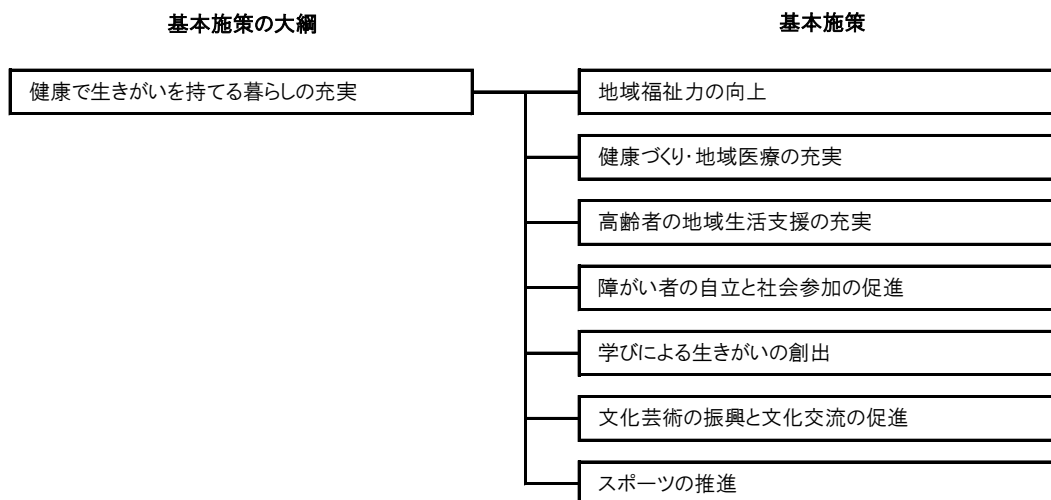 基本施策の大綱
基本施策
健康で生きがいを持てる暮らしの充実
地域福祉力の向上
健康づくり・地域医療の充実
高齢者の地域生活支援の充実
障がい者の自立と社会参加の促進
学びによる生きがいの創出
文化芸術の振興と文化交流の促進
スポーツの推進